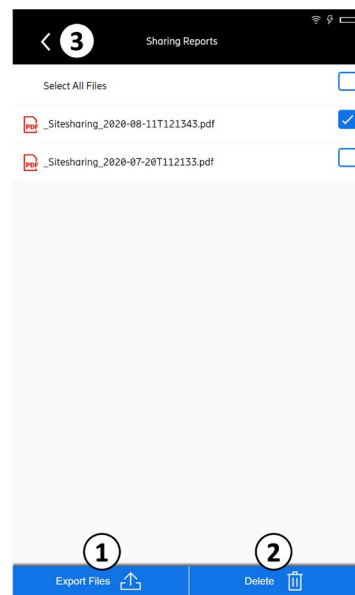 3
Sharing Reports
Select All Files
PDF _Sitesharing_2020-08-11T121343.pdf
PDF _Sitesharing_2020-07-20T112133.pdf
1
2
Export Files
Delete